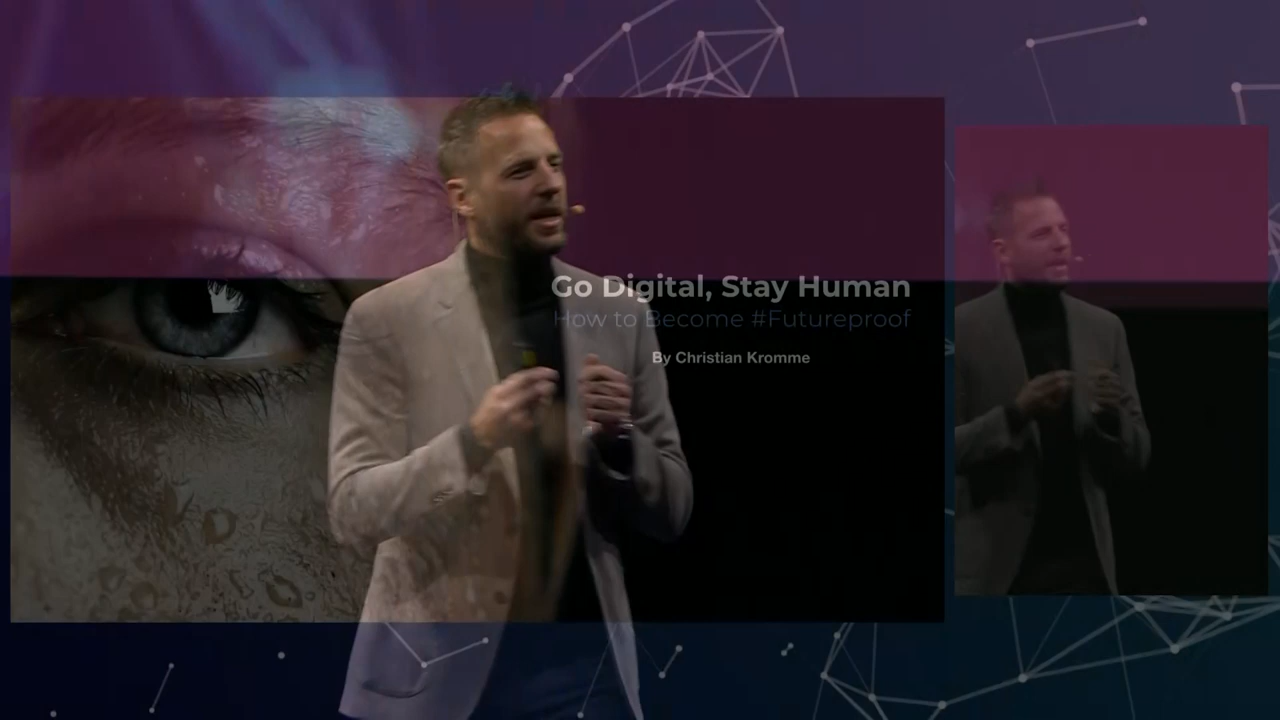 Go Digital, Stay Human
How to Become #Futureproof
By Christian Kromme